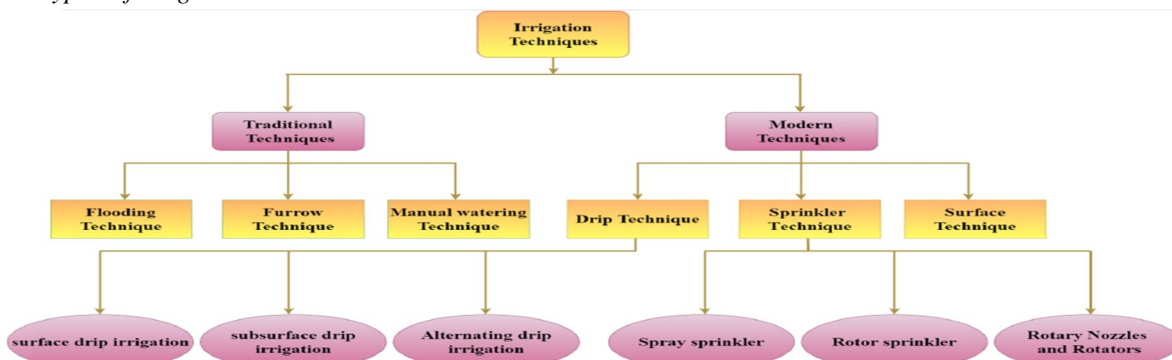 Irrigation
Techniques
Traditional
Techniques
Modern
Techniques
Flooding
Technique
Furrow
Technique
Manual watering
Technique
Drip Technique
Sprinkler
Technique
Surface
Technique
surface drip irrigation
subsurface drip
irrigation
Alternating drip
irrigation
Spray sprinkler
Rotor sprinkler
Rotary Nozzles
and Rotators